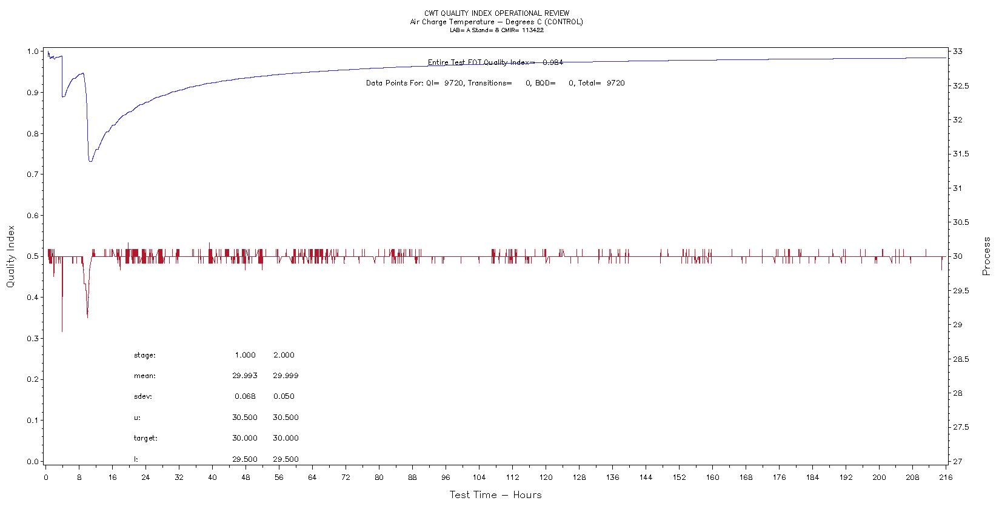 CWT QUALITY INDEX OPERATIONAL REVIEW
Air Charge Temperature – Degrees C (CONTROL)
LAB= A Stand= 8 CMIR= 113422
Entire Test EOT Quality Index= 0.984
Data Points For: QI= 9720, Transitions= 0, BQD= 0, Total= 9720
1.0
0.9
0.8
0.7
0.6
0.5
0.4
0.3
0.2
0.1
0.0
Quality Index
33
32.5
32
31.5
31
30.5
30
29.5
29
28.5
28
27.5
27
Process
stage: 1.000 2.000
mean: 29.993 29.999
sdev: 0.068 0.050
u: 30.500 30.500
target: 30.000 30.000
l: 29.500 29.500
0 8 16 24 32 40 48 56 64 72 80 88 96 104 112 120 128 136 144 152 160 168 176 184 192 200 208 216
Test Time – Hours